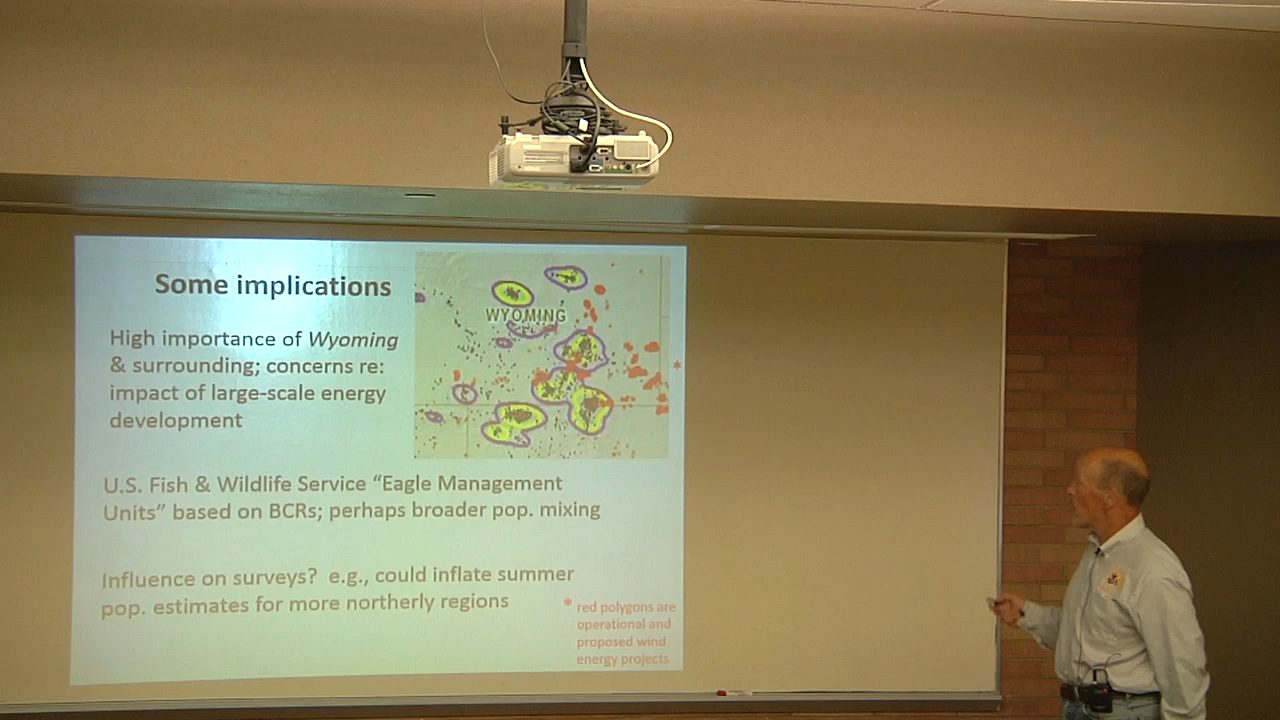 Some implications
High importance of Wyoming
& surrounding; concerns re:
impact of large-scale energy
development
WYOMING
*
U.S. Fish & Wildlife Service “Eagle Management
Units” based on BCRs; perhaps broader pop. mixing
Influence on surveys? e.g., could inflate summer
pop. estimates for more northerly regions
* red polygons are
operational and
proposed wind
energy projects